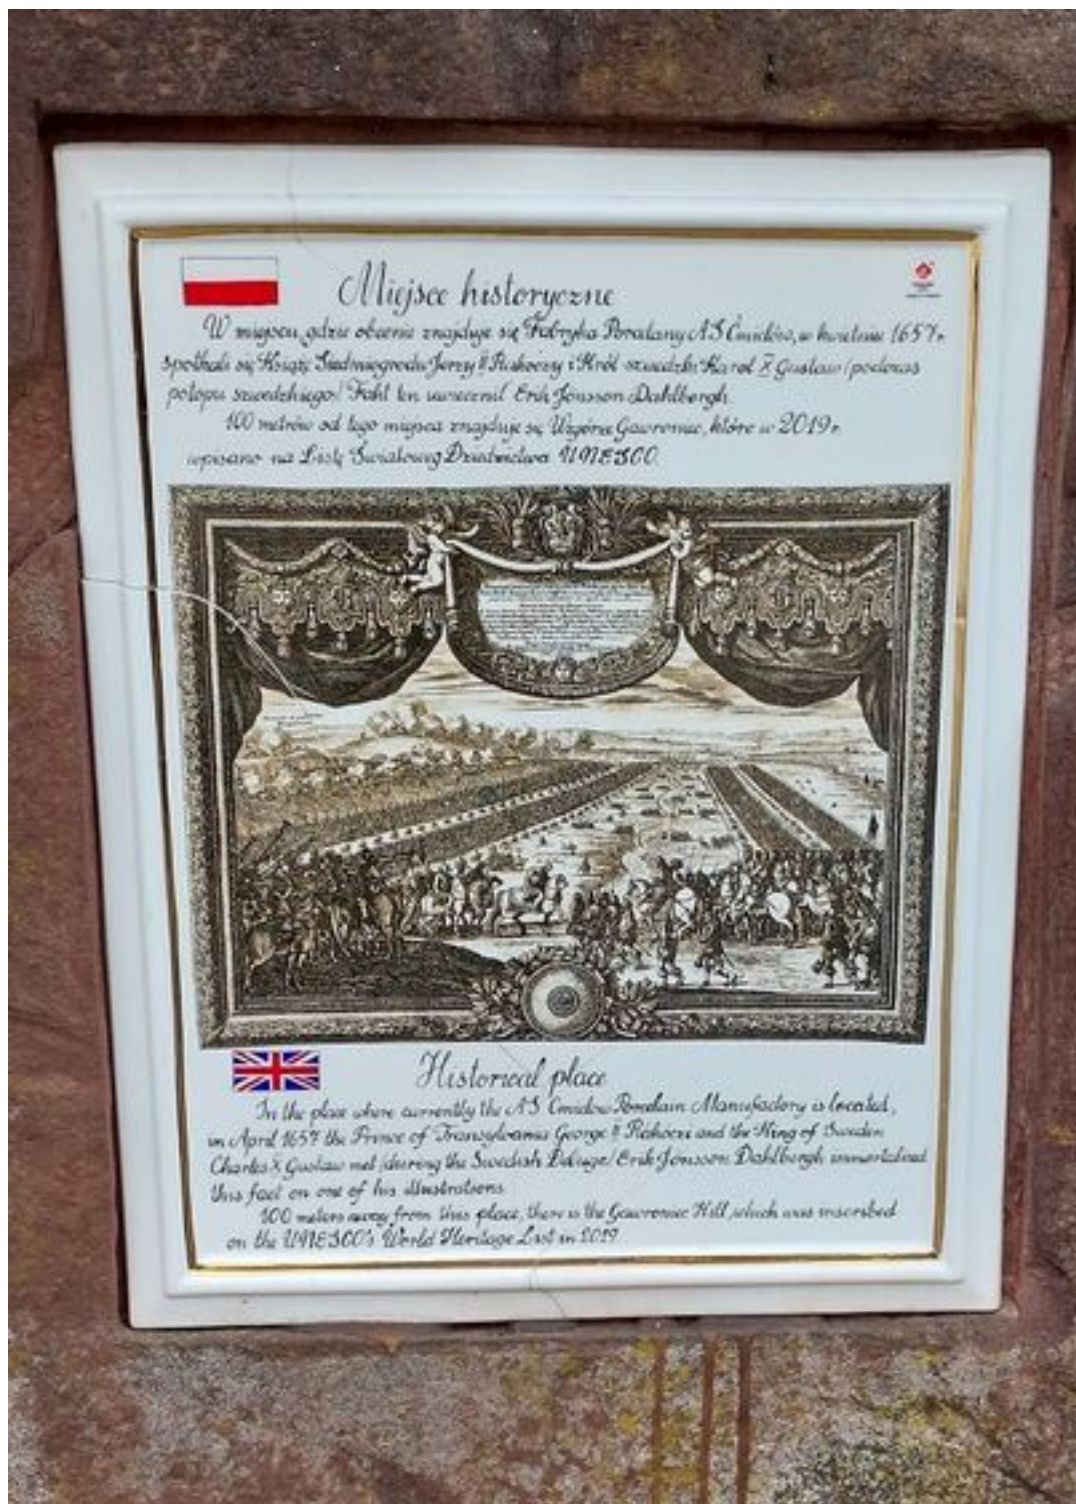 Miejsce historyczne
W miejscu, gdzie obecnie znajduje się Fabryka Porcelany AS Ćmielów, w kwietniu 1657 r.
spotkali się Książę Siedmiogrodu Jerzy II Rakoczy i Król szwedzki Karol X Gustaw /podczas
potopu szwedzkiego/. Fakt ten uwiecznił Erik Jönsson Dahlbergh.
100 metrów od tego miejsca znajduje się Wzgórze Gawroniec, które w 2019 r.
wpisano na Listę Światowego Dziedzictwa UNESCO.
Historical place
In the place where currently the AS Cmielow Porcelain Manufactory is located,
in April 1657 the Prince of Transylvania George II Rakoczi and the King of Sweden
Charles X Gustaw met /during the Swedish Deluge/. Erik Jonsson Dahlbergh immortalised
this fact on one of his illustrations.
100 meters away from this place, there is the Gawroniec Hill, which was inscribed
on the UNESCO's World Heritage List in 2019